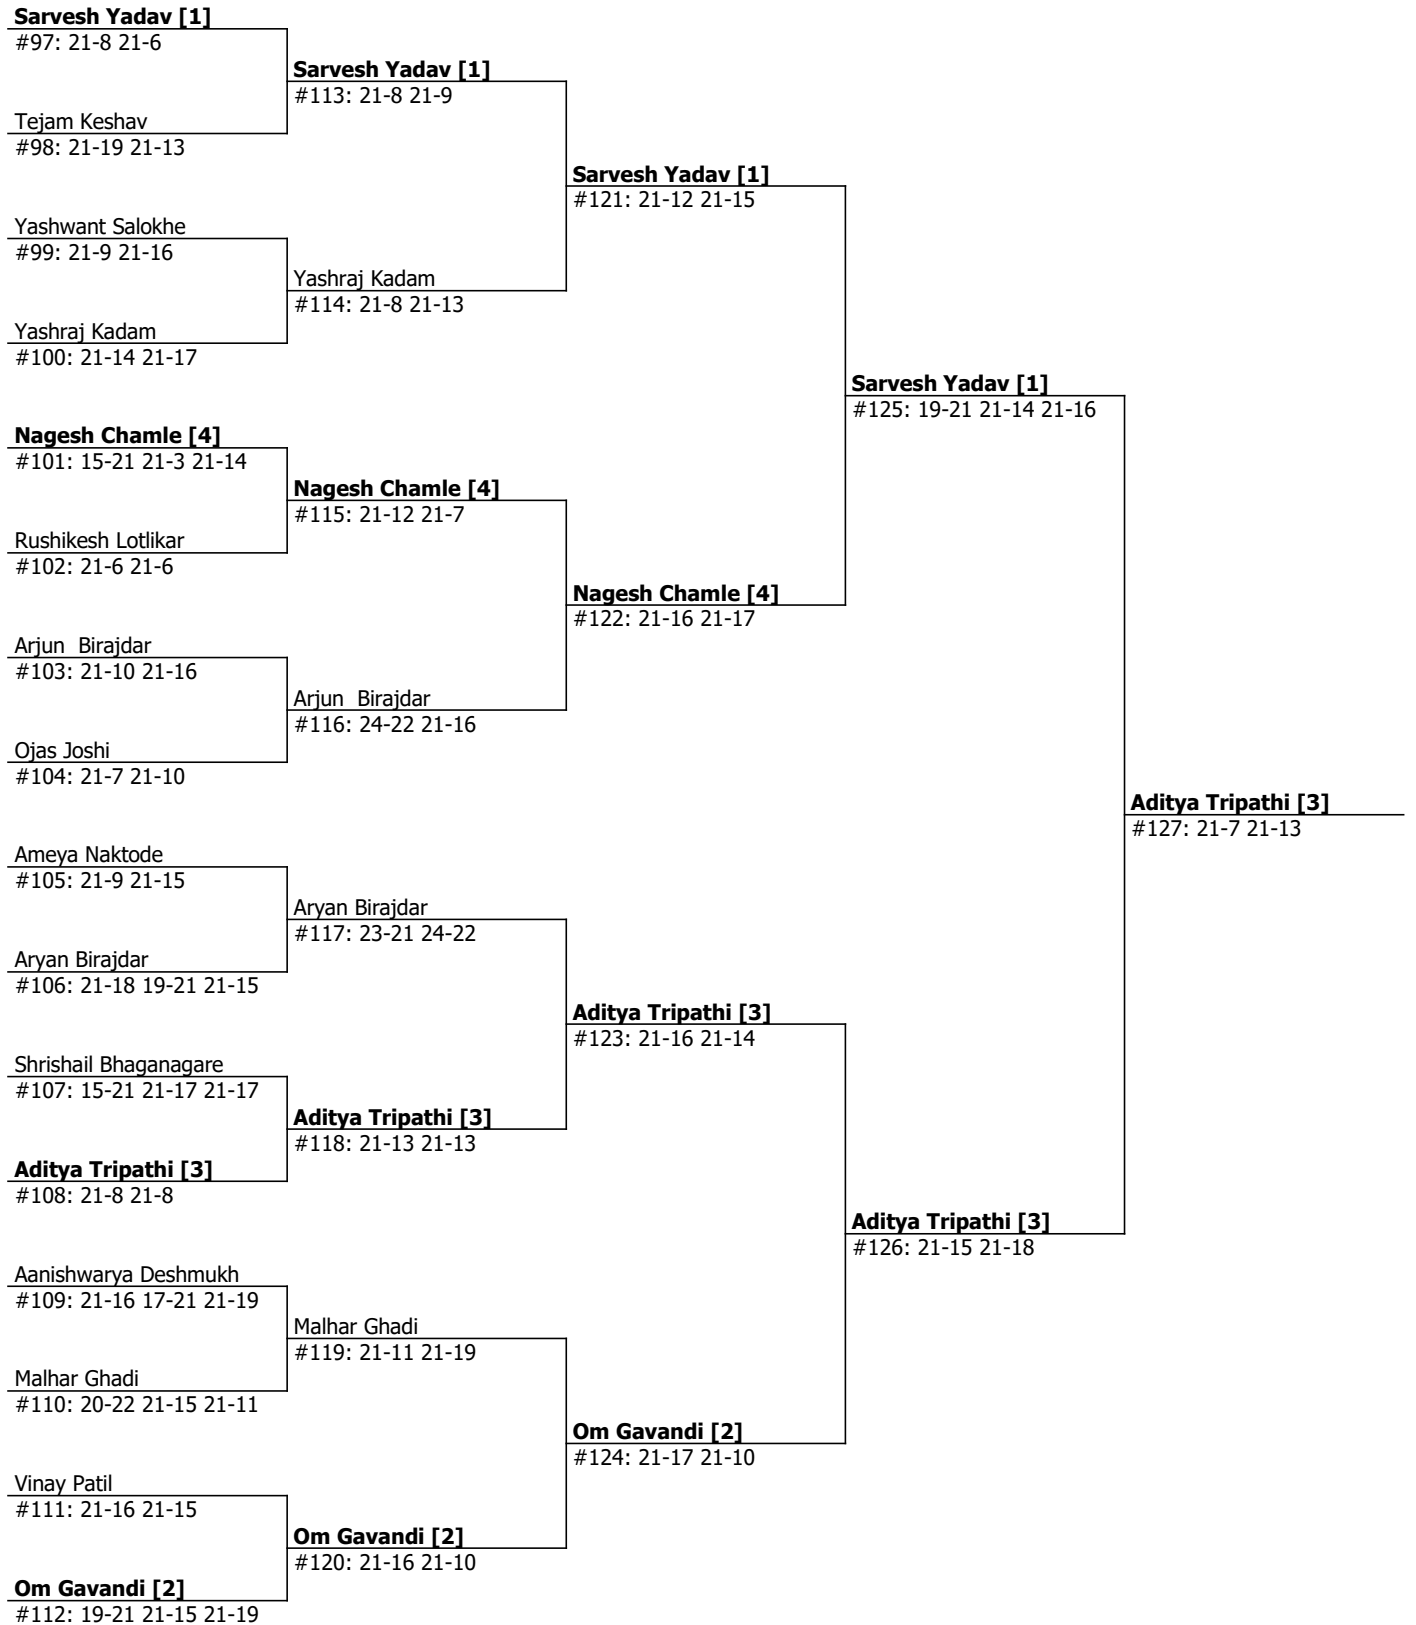 Sarvesh Yadav [1]
#97: 21-8 21-6
Sarvesh Yadav [1]
#113: 21-8 21-9
Tejam Keshav
#98: 21-19 21-13
Sarvesh Yadav [1]
#121: 21-12 21-15
Yashwant Salokhe
#99: 21-9 21-16
Yashraj Kadam
#114: 21-8 21-13
Yashraj Kadam
#100: 21-14 21-17
Sarvesh Yadav [1]
#125: 19-21 21-14 21-16
Nagesh Chamle [4]
#101: 15-21 21-3 21-14
Nagesh Chamle [4]
#115: 21-12 21-7
Rushikesh Lotlikar
#102: 21-6 21-6
Nagesh Chamle [4]
#122: 21-16 21-17
Arjun  Birajdar
#103: 21-10 21-16
Arjun  Birajdar
#116: 24-22 21-16
Ojas Joshi
#104: 21-7 21-10
Aditya Tripathi [3]
#127: 21-7 21-13
Ameya Naktode
#105: 21-9 21-15
Aryan Birajdar
#117: 23-21 24-22
Aryan Birajdar
#106: 21-18 19-21 21-15
Aditya Tripathi [3]
#123: 21-16 21-14
Shrishail Bhaganagare
#107: 15-21 21-17 21-17
Aditya Tripathi [3]
#118: 21-13 21-13
Aditya Tripathi [3]
#108: 21-8 21-8
Aditya Tripathi [3]
#126: 21-15 21-18
Aanishwarya Deshmukh
#109: 21-16 17-21 21-19
Malhar Ghadi
#119: 21-11 21-19
Malhar Ghadi
#110: 20-22 21-15 21-11
Om Gavandi [2]
#124: 21-17 21-10
Vinay Patil
#111: 21-16 21-15
Om Gavandi [2]
#120: 21-16 21-10
Om Gavandi [2]
#112: 19-21 21-15 21-19